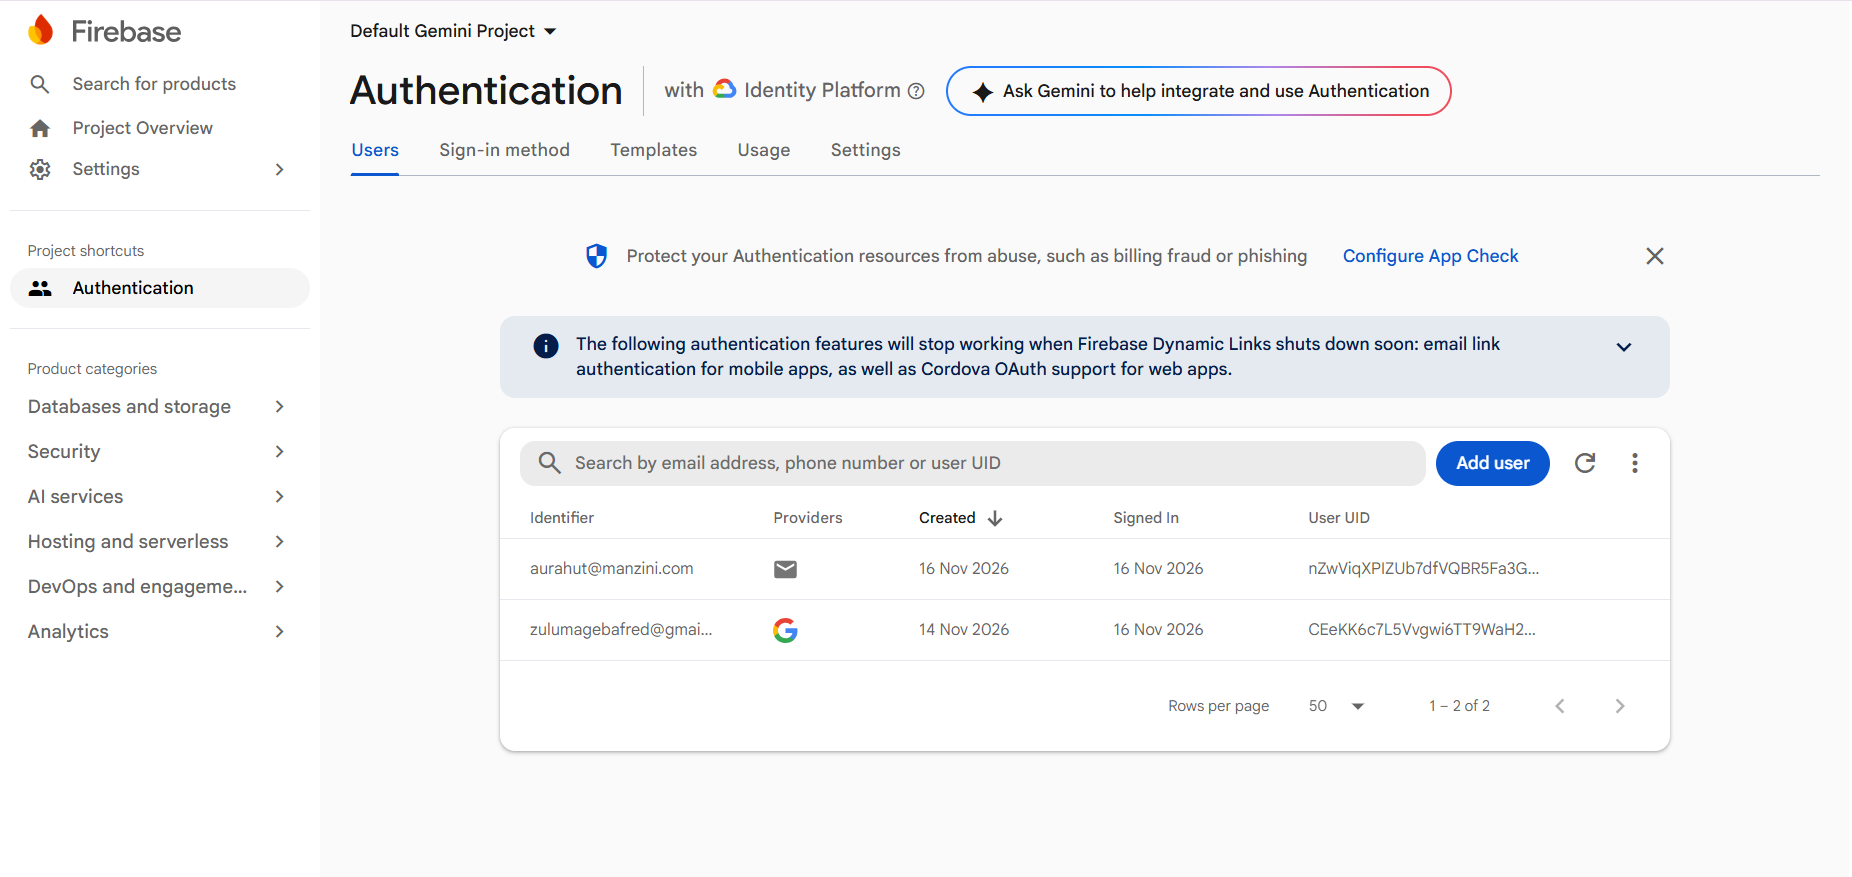 Firebase
Search for products
Project Overview
Settings
Project shortcuts
Authentication
Product categories
Databases and storage
Security
AI services
Hosting and serverless
DevOps and engageme...
Analytics
Default Gemini Project
Authentication
with Identity Platform
Ask Gemini to help integrate and use Authentication
Users Sign-in method Templates Usage Settings
Protect your Authentication resources from abuse, such as billing fraud or phishing Configure App Check
The following authentication features will stop working when Firebase Dynamic Links shuts down soon: email link
authentication for mobile apps, as well as Cordova OAuth support for web apps.
Search by email address, phone number or user UID Add user
Identifier Providers Created Signed In User UID
aurahut@manzini.com 16 Nov 2026 16 Nov 2026 nZwViqXPIZUb7dfVQBR5Fa3G...
zulumagebafred@gmai... 14 Nov 2026 16 Nov 2026 CEeKK6c7L5Vvgwi6TT9WaH2...
Rows per page 50 1 – 2 of 2